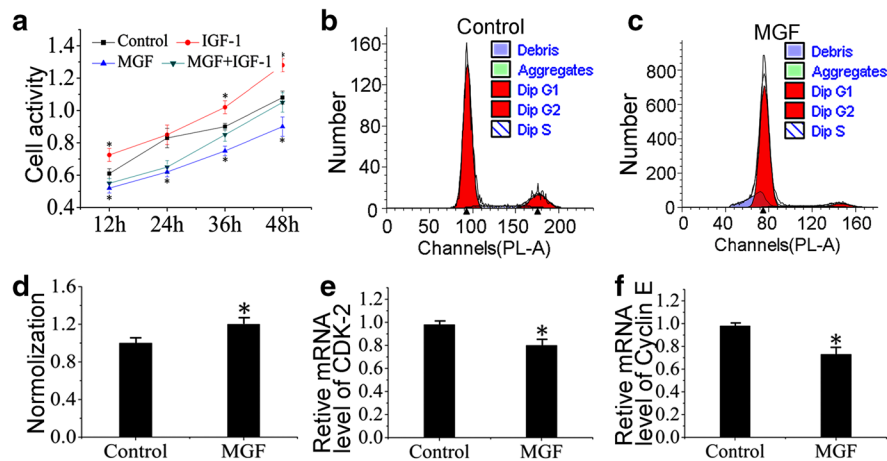 a
Cell activity
1.4
1.2
1.0
0.8
0.6
0.4
Control
IGF-1
MGF
MGF+IGF-1
*
*
*
*
*
*
*
12h
24h
36h
48h
b
Control
Number
160
120
80
40
0
Debris
Aggregates
Dip G1
Dip G2
Dip S
0
50
100
150
200
Channels(PL-A)
c
MGF
Number
800
600
400
200
0
Debris
Aggregates
Dip G1
Dip G2
Dip S
0
40
80
120
160
Channels(PL-A)
d
Normolization
1.6
1.2
0.8
0.4
0.0
*
Control
MGF
e
Retive mRNA
level of CDK-2
1.2
1.0
0.8
0.6
0.4
0.2
0.0
*
Control
MGF
f
Retive mRNA
level of Cyclin E
1.2
1.0
0.8
0.6
0.4
0.2
0.0
*
Control
MGF